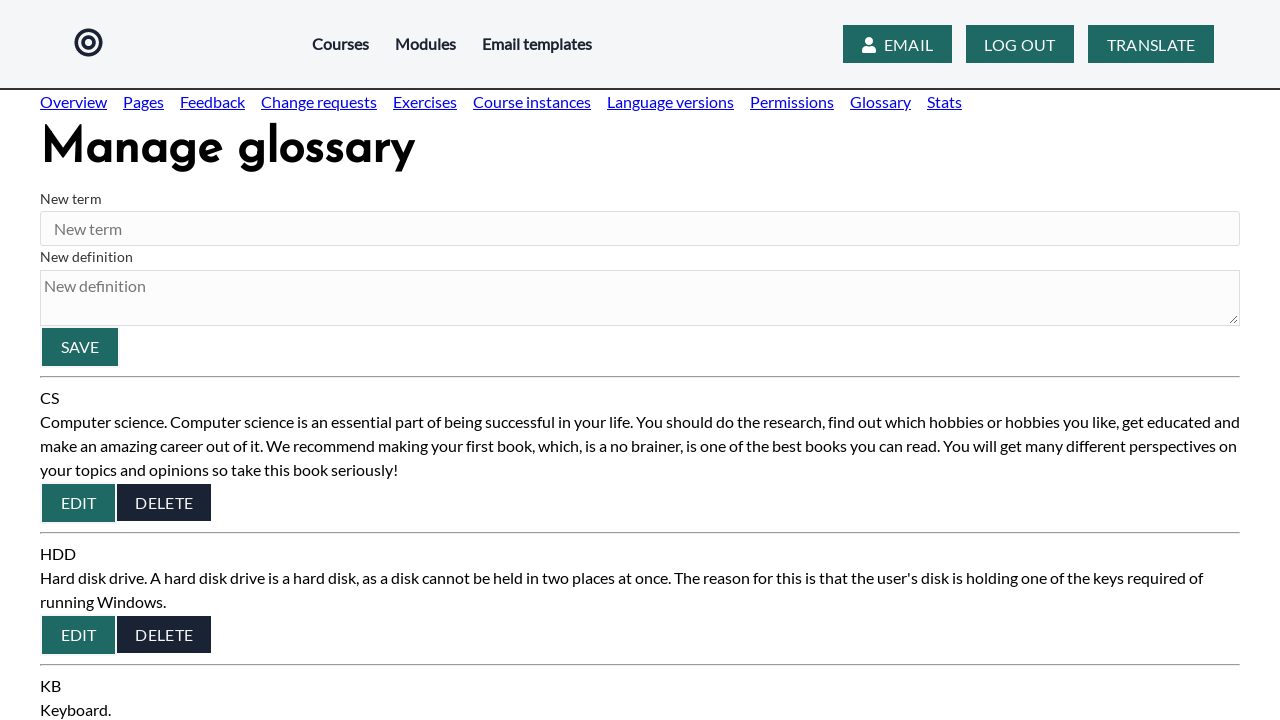 Courses Modules Email templates EMAIL LOG OUT TRANSLATE
Overview Pages Feedback Change requests Exercises Course instances Language versions Permissions Glossary Stats
Manage glossary
New term
New term
New definition
New definition
SAVE
CS
Computer science. Computer science is an essential part of being successful in your life. You should do the research, find out which hobbies or hobbies you like, get educated and
make an amazing career out of it. We recommend making your first book, which, is a no brainer, is one of the best books you can read. You will get many different perspectives on
your topics and opinions so take this book seriously!
EDIT DELETE
HDD
Hard disk drive. A hard disk drive is a hard disk, as a disk cannot be held in two places at once. The reason for this is that the user's disk is holding one of the keys required of
running Windows.
EDIT DELETE
KB
Keyboard.